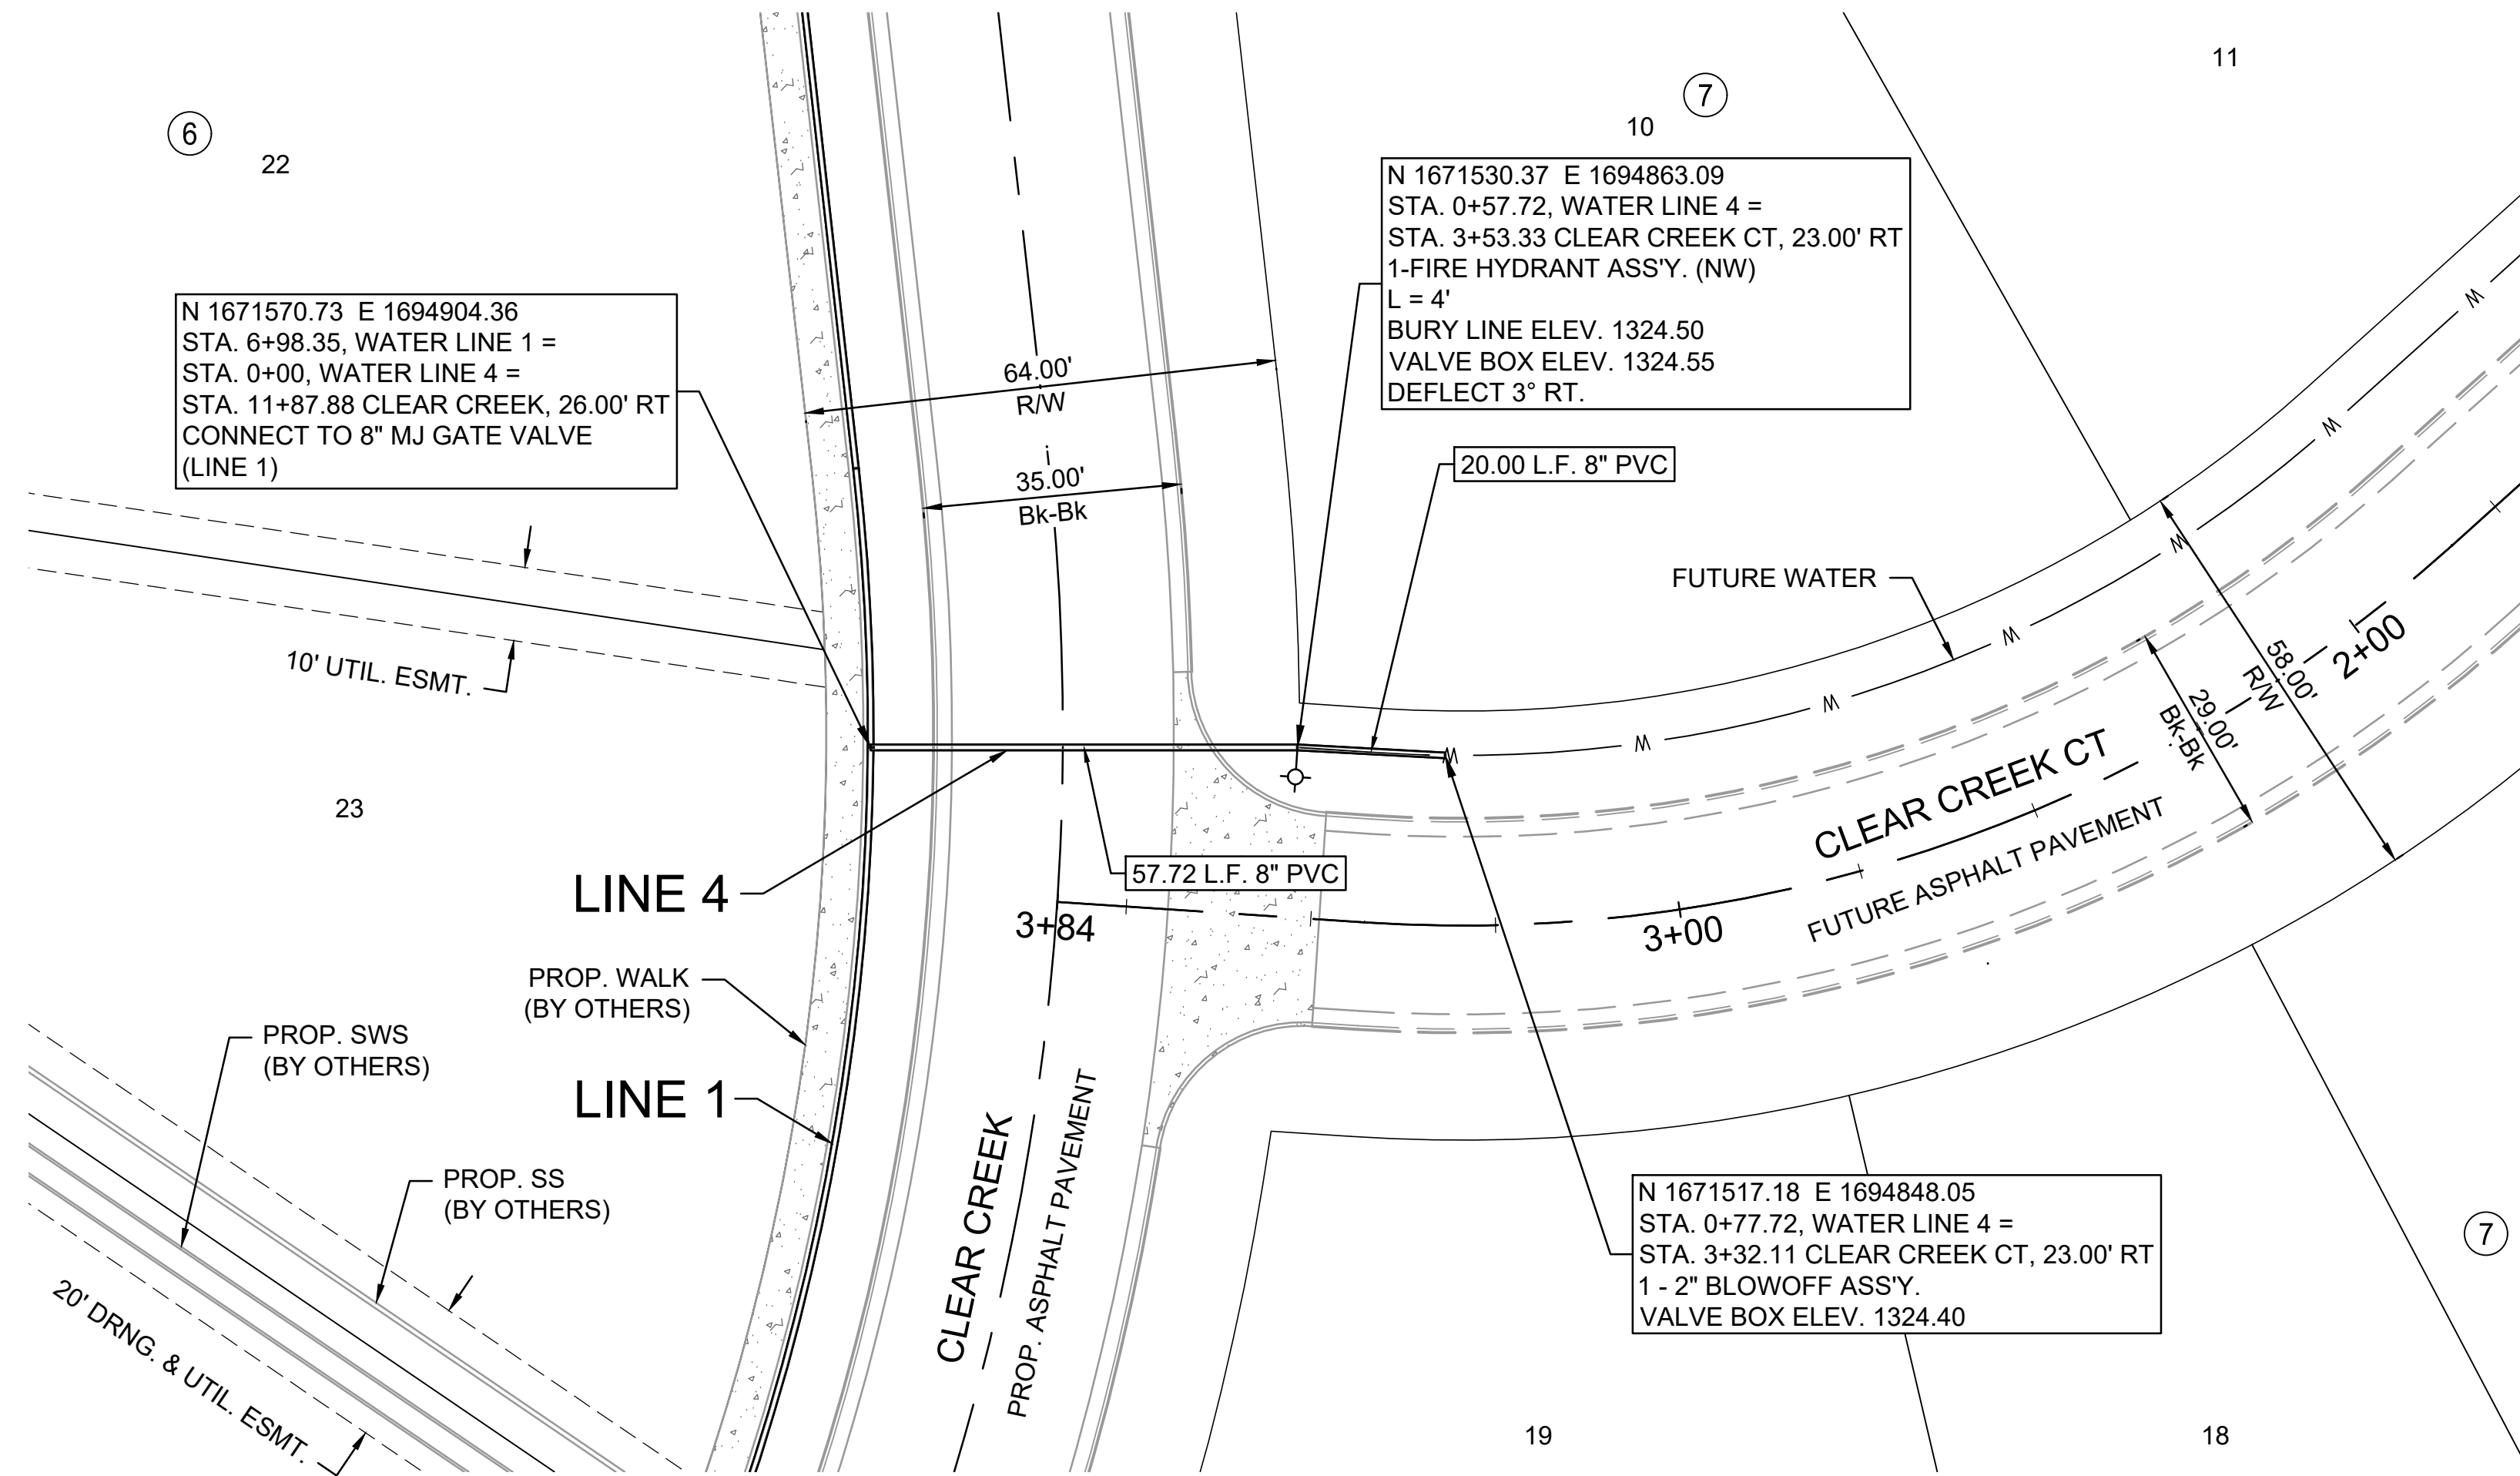 6
22
7
10
11
N 1671530.37 E 1694863.09
STA. 0+57.72, WATER LINE 4 =
STA. 3+53.33 CLEAR CREEK CT, 23.00' RT
1-FIRE HYDRANT ASS'Y. (NW)
L = 4'
BURY LINE ELEV. 1324.50
VALVE BOX ELEV. 1324.55
DEFLECT 3° RT.
N 1671570.73 E 1694904.36
STA. 6+98.35, WATER LINE 1 =
STA. 0+00, WATER LINE 4 =
STA. 11+87.88 CLEAR CREEK, 26.00' RT
CONNECT TO 8" MJ GATE VALVE
(LINE 1)
64.00'
R/W
35.00'
Bk-Bk
20.00 L.F. 8" PVC
W
W
W
W
W
W
W
FUTURE WATER
10' UTIL. ESMT.
58.00'
R/W
2+00
29.00'
Bk-Bk
CLEAR CREEK CT
FUTURE ASPHALT PAVEMENT
23
LINE 4
57.72 L.F. 8" PVC
3+84
3+00
PROP. WALK
(BY OTHERS)
PROP. SWS
(BY OTHERS)
LINE 1
PROP. SS
(BY OTHERS)
CLEAR CREEK
PROP. ASPHALT PAVEMENT
20' DRNG. & UTIL. ESMT.
N 1671517.18 E 1694848.05
STA. 0+77.72, WATER LINE 4 =
STA. 3+32.11 CLEAR CREEK CT, 23.00' RT
1 - 2" BLOWOFF ASS'Y.
VALVE BOX ELEV. 1324.40
7
19
18